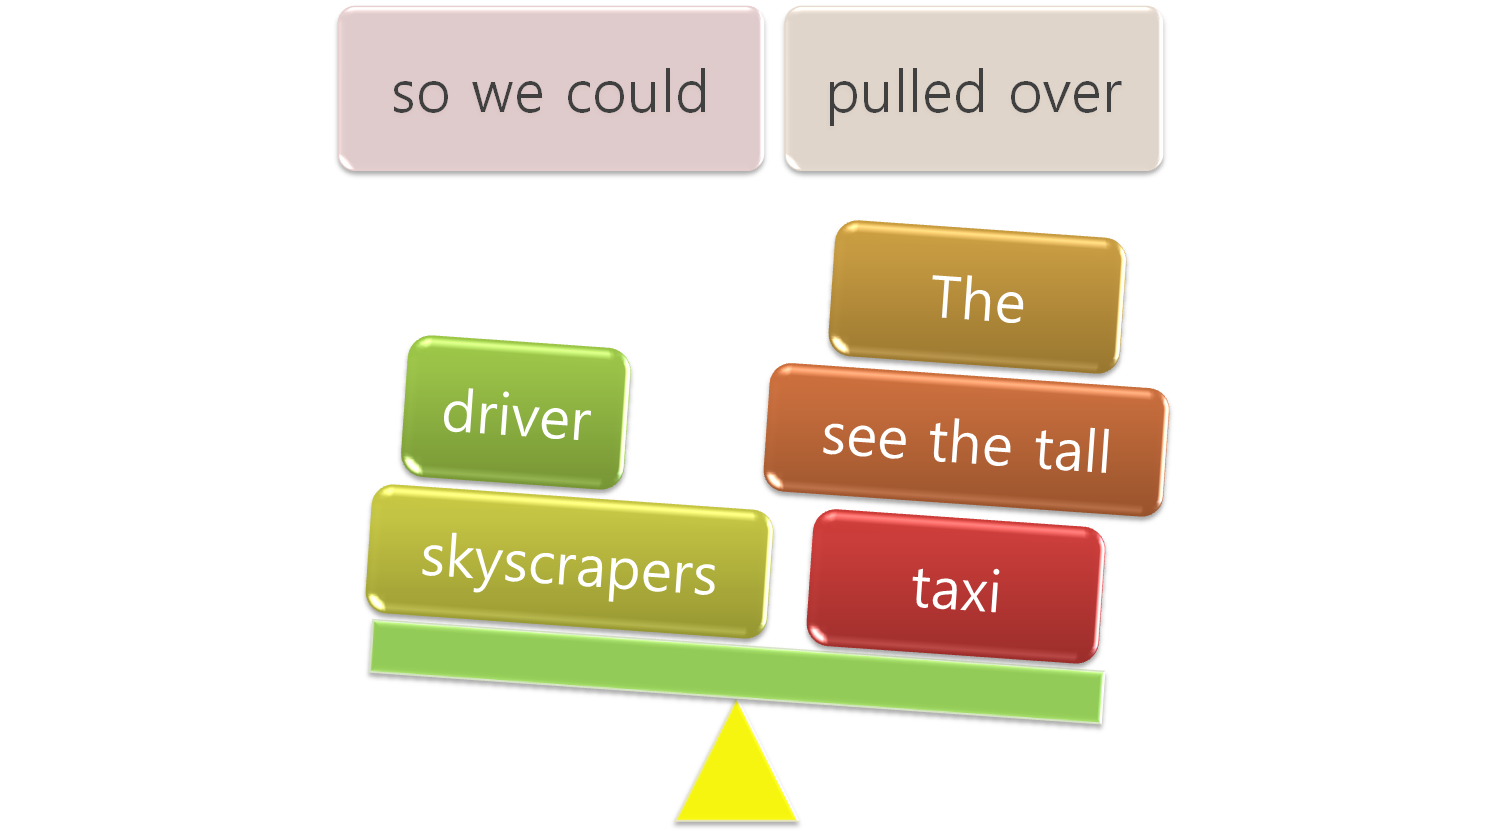 so we could
pulled over
The
driver
see the tall
skyscrapers
taxi